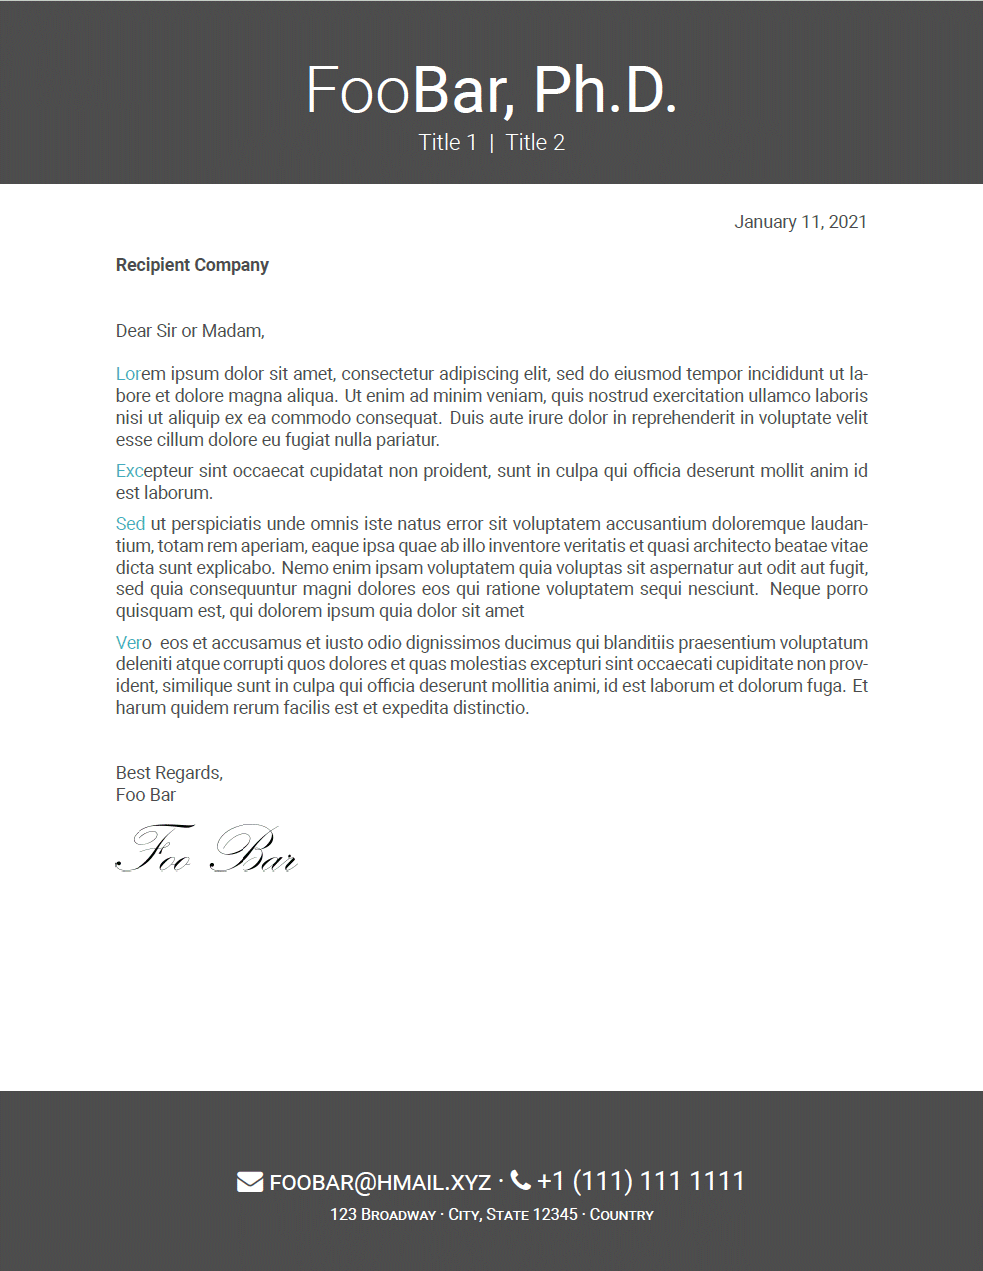 FooBar, Ph.D.
Title 1 | Title 2
January 11, 2021
Recipient Company
Dear Sir or Madam,
Lorem ipsum dolor sit amet, consectetur adipiscing elit, sed do eiusmod tempor incididunt ut la-
bore et dolore magna aliqua. Ut enim ad minim veniam, quis nostrud exercitation ullamco laboris
nisi ut aliquip ex ea commodo consequat. Duis aute irure dolor in reprehenderit in voluptate velit
esse cillum dolore eu fugiat nulla pariatur.
Excepteur sint occaecat cupidatat non proident, sunt in culpa qui officia deserunt mollit anim id
est laborum.
Sed ut perspiciatis unde omnis iste natus error sit voluptatem accusantium doloremque laudan-
tium, totam rem aperiam, eaque ipsa quae ab illo inventore veritatis et quasi architecto beatae vitae
dicta sunt explicabo. Nemo enim ipsam voluptatem quia voluptas sit aspernatur aut odit aut fugit,
sed quia consequuntur magni dolores eos qui ratione voluptatem sequi nesciunt. Neque porro
quisquam est, qui dolorem ipsum quia dolor sit amet
Vero eos et accusamus et iusto odio dignissimos ducimus qui blanditiis praesentium voluptatum
deleniti atque corrupti quos dolores et quas molestias excepturi sint occaecati cupiditate non prov-
ident, similique sunt in culpa qui officia deserunt mollitia animi, id est laborum et dolorum fuga. Et
harum quidem rerum facilis est et expedita distinctio.
Best Regards,
Foo Bar
Foo Bar
FOOBAR@HMAIL.XYZ · +1 (111) 111 1111
123 Broadway · City, State 12345 · Country